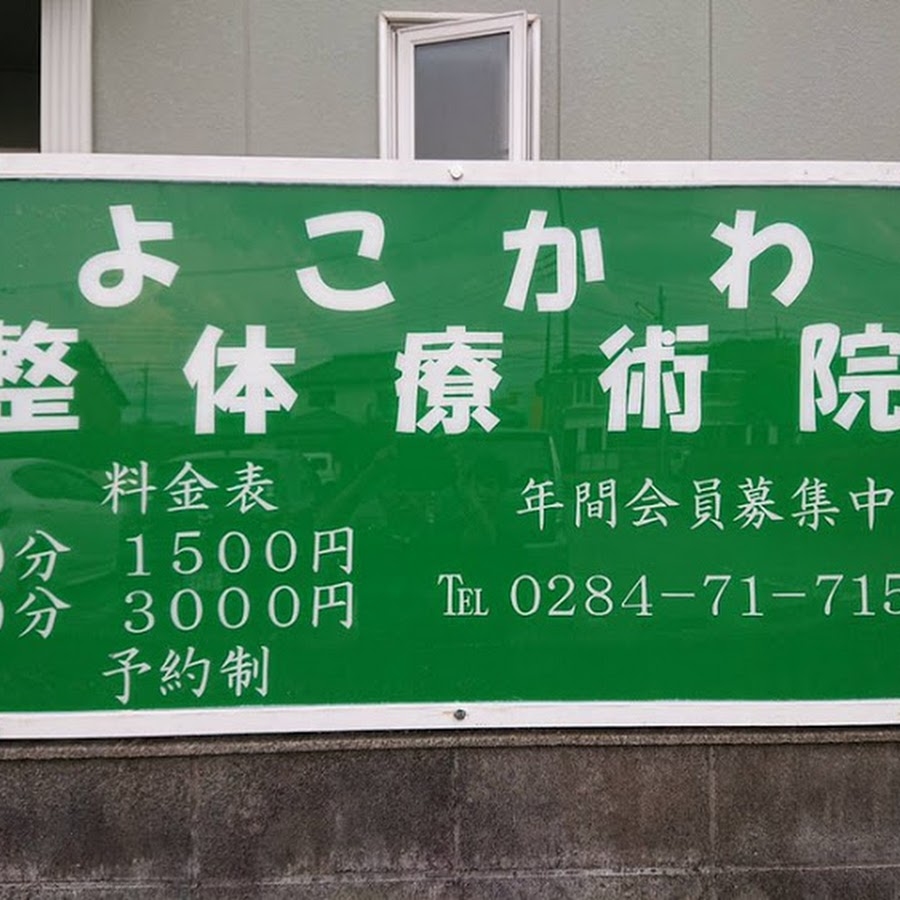 よこかわ
整体療術院
料金表
0分 1500円
0分 3000円
予約制
年間会員募集中
℡ 0284-71-715